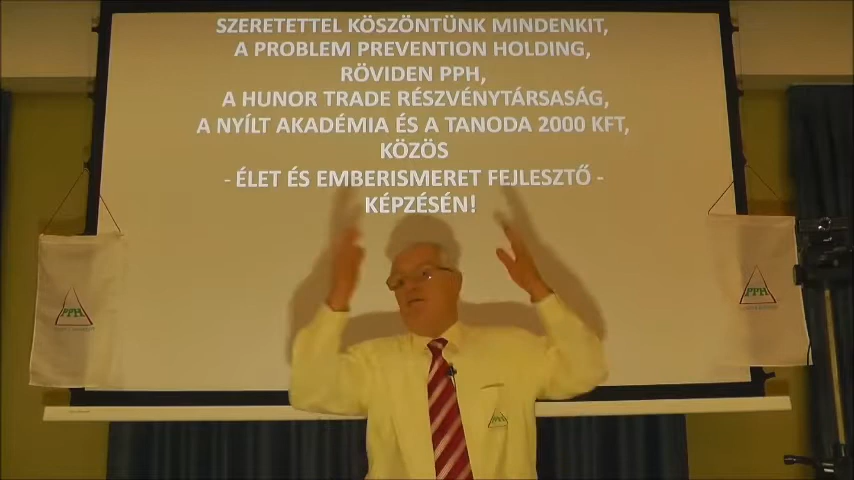 SZERETETTEL KÖSZÖNTÜNK MINDENKIT,
A PROBLEM PREVENTION HOLDING,
RÖVIDEN PPH,
A HUNOR TRADE RÉSZVÉNYTÁRSASÁG,
A NYÍLT AKADÉMIA ÉS A TANODA 2000 KFT,
KÖZÖS
- ÉLET ÉS EMBERISMERET FEJLESZTŐ -
KÉPZÉSÉN!
PPH
PPH
PPH